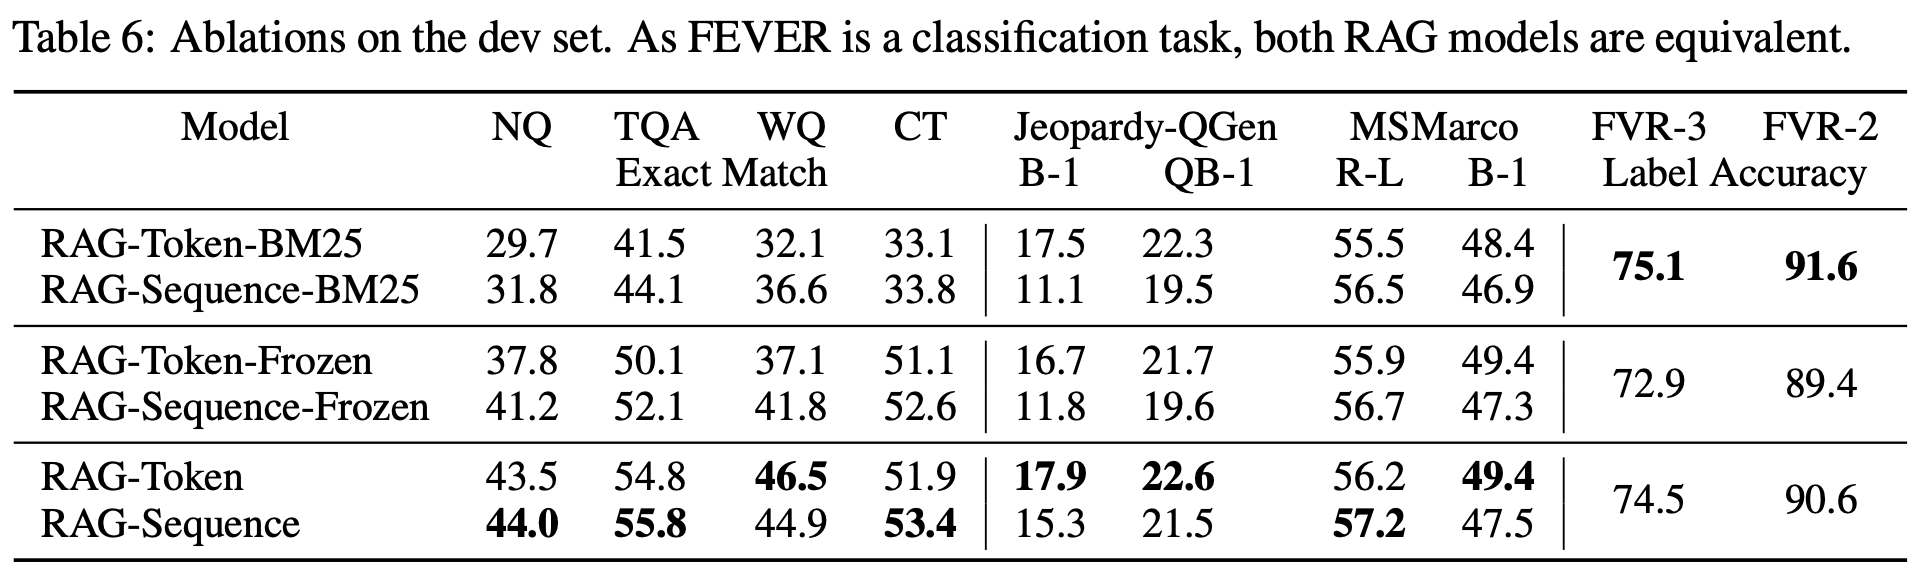 Table 6: Ablations on the dev set. As FEVER is a classification task, both RAG models are equivalent.
Model NQ TQA WQ CT Jeopardy-QGen MSMarco FVR-3 FVR-2
Exact Match B-1 QB-1 R-L B-1 Label Accuracy
RAG-Token-BM25 29.7 41.5 32.1 33.1 17.5 22.3 55.5 48.4 75.1 91.6
RAG-Sequence-BM25 31.8 44.1 36.6 33.8 11.1 19.5 56.5 46.9
RAG-Token-Frozen 37.8 50.1 37.1 51.1 16.7 21.7 55.9 49.4 72.9 89.4
RAG-Sequence-Frozen 41.2 52.1 41.8 52.6 11.8 19.6 56.7 47.3
RAG-Token 43.5 54.8 46.5 51.9 17.9 22.6 56.2 49.4 74.5 90.6
RAG-Sequence 44.0 55.8 44.9 53.4 15.3 21.5 57.2 47.5